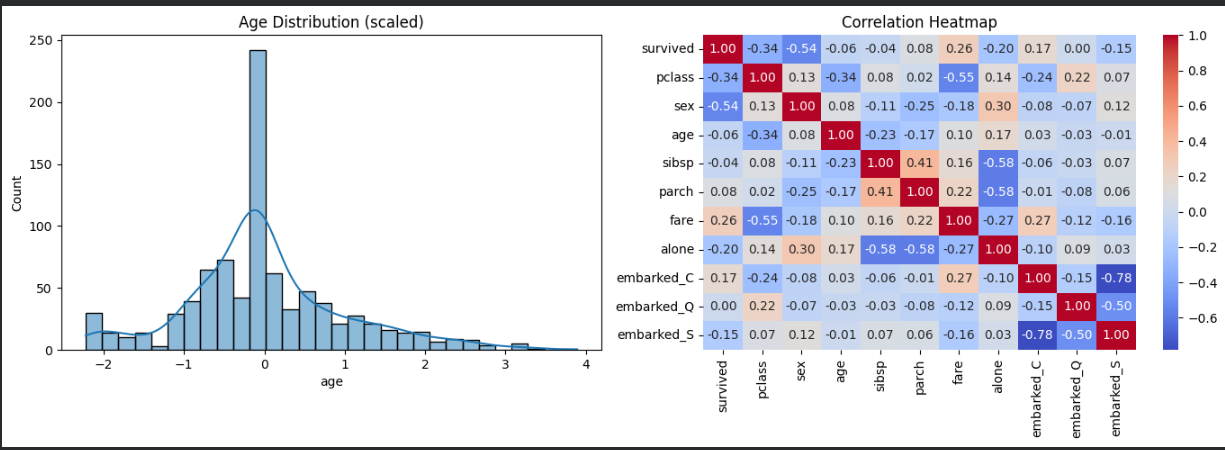 Age Distribution (scaled)
250
200
150
100
50
0
Count
−2
−1
0
1
2
3
4
age
Correlation Heatmap
survived 1.00 -0.34 -0.54 -0.06 -0.04 0.08 0.26 -0.20 0.17 0.00 -0.15
pclass -0.34 1.00 0.13 -0.34 0.08 0.02 -0.55 0.14 -0.24 0.22 0.07
sex -0.54 0.13 1.00 0.08 -0.11 -0.25 -0.18 0.30 -0.08 -0.07 0.12
age -0.06 -0.34 0.08 1.00 -0.23 -0.17 0.10 0.17 0.03 -0.03 -0.01
sibsp -0.04 0.08 -0.11 -0.23 1.00 0.41 0.16 -0.58 -0.06 -0.03 0.07
parch 0.08 0.02 -0.25 -0.17 0.41 1.00 0.22 -0.58 -0.01 -0.08 0.06
fare 0.26 -0.55 -0.18 0.10 0.16 0.22 1.00 -0.27 0.27 -0.12 -0.16
alone -0.20 0.14 0.30 0.17 -0.58 -0.58 -0.27 1.00 -0.10 0.09 0.03
embarked_C 0.17 -0.24 -0.08 0.03 -0.06 -0.01 0.27 -0.10 1.00 -0.15 -0.78
embarked_Q 0.00 0.22 -0.07 -0.03 -0.03 -0.08 -0.12 0.09 -0.15 1.00 -0.50
embarked_S -0.15 0.07 0.12 -0.01 0.07 0.06 -0.16 0.03 -0.78 -0.50 1.00
survived
pclass
sex
age
sibsp
parch
fare
alone
embarked_C
embarked_Q
embarked_S
1.0
0.8
0.6
0.4
0.2
0.0
−0.2
−0.4
−0.6